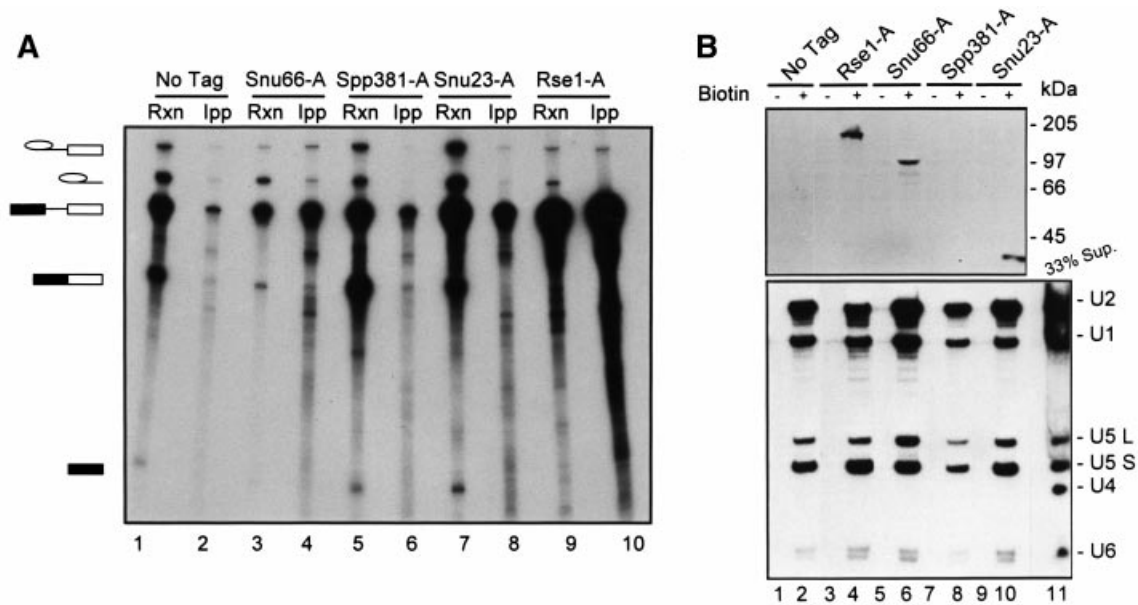 A
No Tag Snu66-A Spp381-A Snu23-A Rse1-A
Rxn Ipp Rxn Ipp Rxn Ipp Rxn Ipp Rxn Ipp
1 2 3 4 5 6 7 8 9 10
B
No Tag Rse1-A Snu66-A Spp381-A Snu23-A
Biotin - + - + - + - + - + kDa
- 205
- 97
- 66
- 45
33% Sup.
- U2
- U1
- U5 L
- U5 S
- U4
- U6
1 2 3 4 5 6 7 8 9 10 11